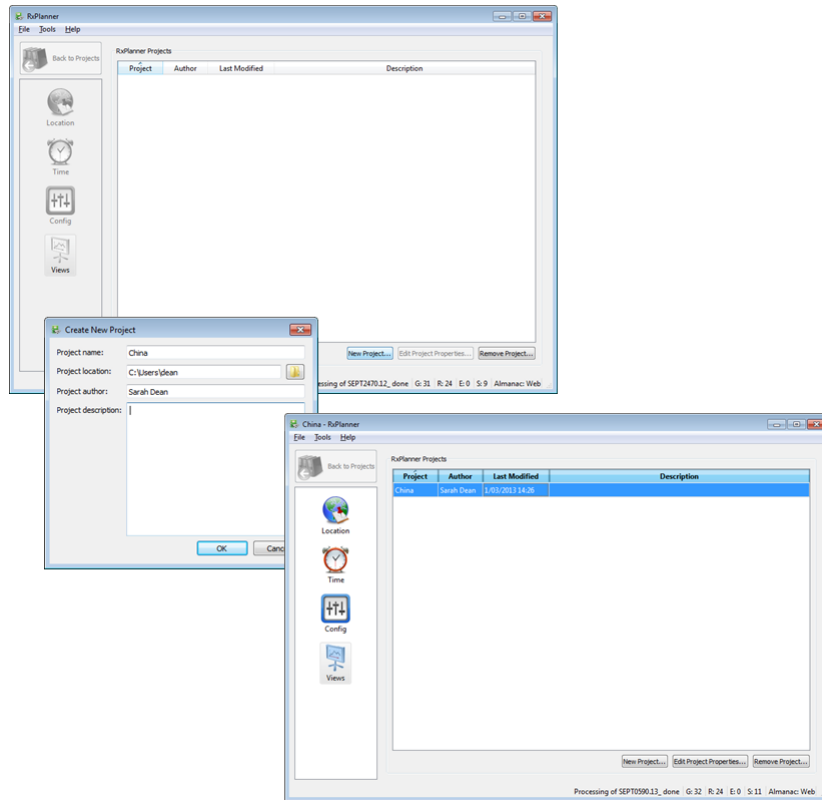 RxPlanner
File Tools Help
Back to Projects
RxPlanner Projects
Project Author Last Modified Description
Location
Time
Config
Views
New Project... Edit Project Properties... Remove Project...
essing of SEPT2470.12_ done G: 31 R: 24 E: 0 S: 9 Almanac: Web
Create New Project
Project name: China
Project location: C:\Users\dean
Project author: Sarah Dean
Project description:
OK Canc
China - RxPlanner
File Tools Help
Back to Projects
RxPlanner Projects
Project Author Last Modified Description
China Sarah Dean 1/03/2013 14:26
Location
Time
Config
Views
New Project... Edit Project Properties... Remove Project...
Processing of SEPT0590.13_ done G: 32 R: 24 E: 0 S: 11 Almanac: Web